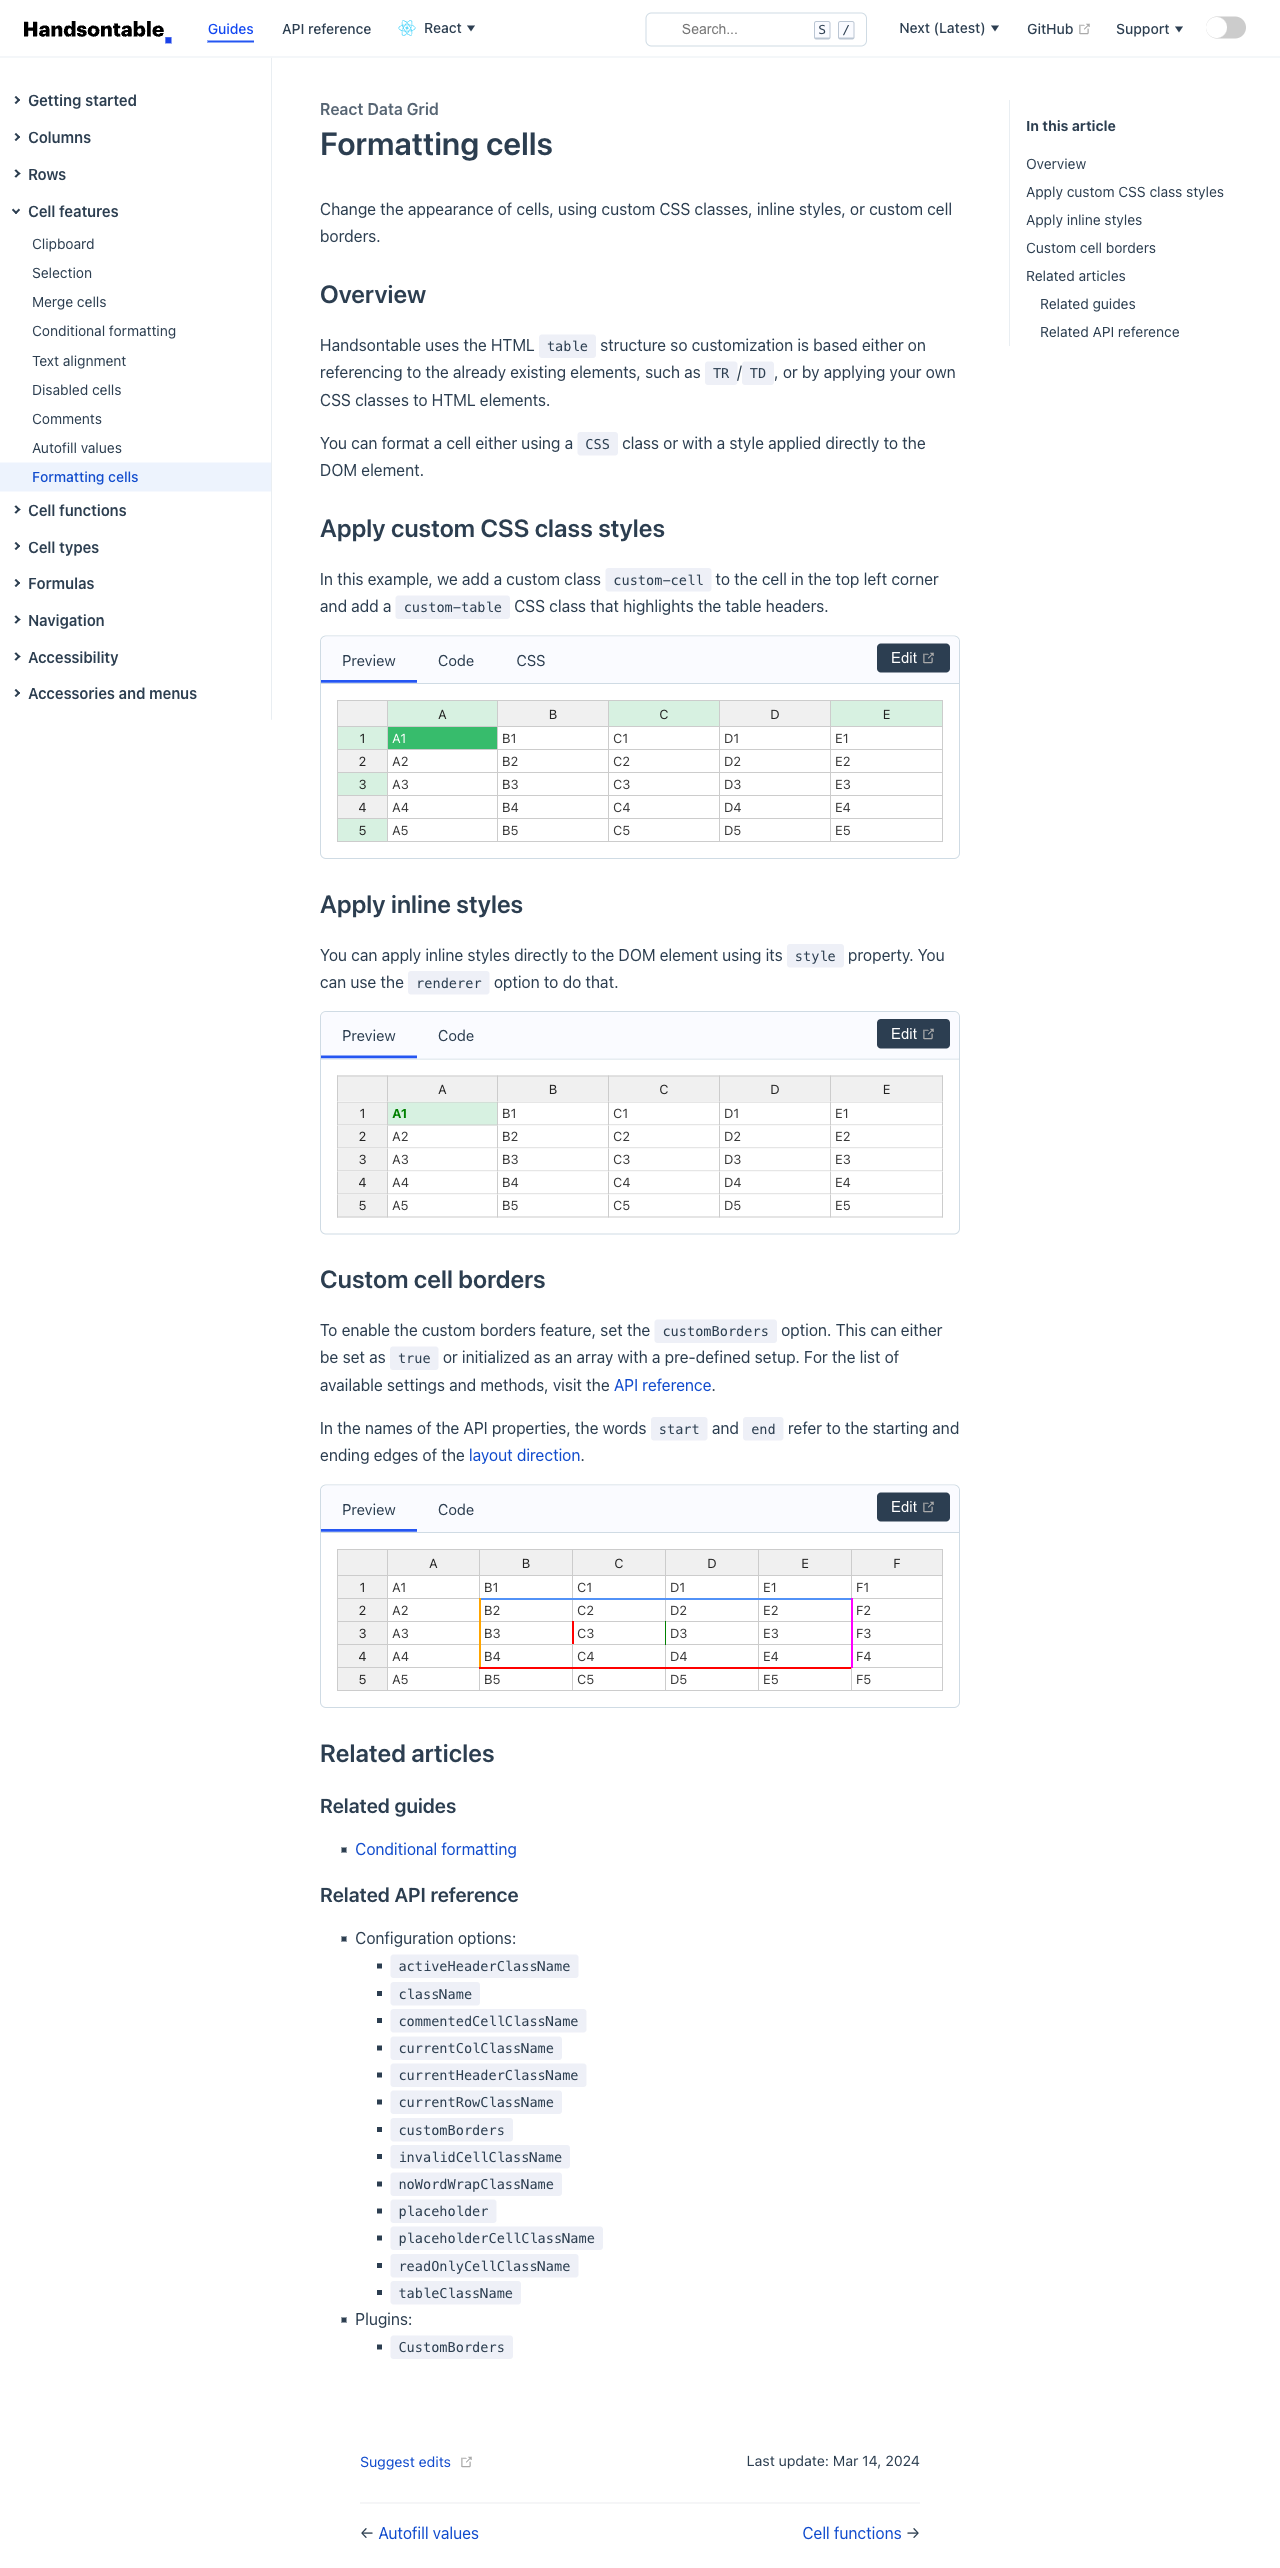 Handsontable
Guides
API reference
React
Search...
S
/
Next (Latest)
GitHub
Support
Getting started
Columns
Rows
Cell features
Clipboard
Selection
Merge cells
Conditional formatting
Text alignment
Disabled cells
Comments
Autofill values
Formatting cells
Cell functions
Cell types
Formulas
Navigation
Accessibility
Accessories and menus
React Data Grid
Formatting cells
Change the appearance of cells, using custom CSS classes, inline styles, or custom cell
borders.
Overview
Handsontable uses the HTML table structure so customization is based either on
referencing to the already existing elements, such as TR / TD , or by applying your own
CSS classes to HTML elements.
You can format a cell either using a CSS class or with a style applied directly to the
DOM element.
Apply custom CSS class styles
In this example, we add a custom class custom-cell to the cell in the top left corner
and add a custom-table CSS class that highlights the table headers.
Preview Code CSS Edit
A B C D E
1 A1 B1 C1 D1 E1
2 A2 B2 C2 D2 E2
3 A3 B3 C3 D3 E3
4 A4 B4 C4 D4 E4
5 A5 B5 C5 D5 E5
Apply inline styles
You can apply inline styles directly to the DOM element using its style property. You
can use the renderer option to do that.
Preview Code Edit
A B C D E
1 A1 B1 C1 D1 E1
2 A2 B2 C2 D2 E2
3 A3 B3 C3 D3 E3
4 A4 B4 C4 D4 E4
5 A5 B5 C5 D5 E5
Custom cell borders
To enable the custom borders feature, set the customBorders option. This can either
be set as true or initialized as an array with a pre-defined setup. For the list of
available settings and methods, visit the API reference.
In the names of the API properties, the words start and end refer to the starting and
ending edges of the layout direction.
Preview Code Edit
A B C D E F
1 A1 B1 C1 D1 E1 F1
2 A2 B2 C2 D2 E2 F2
3 A3 B3 C3 D3 E3 F3
4 A4 B4 C4 D4 E4 F4
5 A5 B5 C5 D5 E5 F5
Related articles
Related guides
Conditional formatting
Related API reference
Configuration options:
activeHeaderClassName
className
commentedCellClassName
currentColClassName
currentHeaderClassName
currentRowClassName
customBorders
invalidCellClassName
noWordWrapClassName
placeholder
placeholderCellClassName
readOnlyCellClassName
tableClassName
Plugins:
CustomBorders
Suggest edits
Last update: Mar 14, 2024
← Autofill values
Cell functions →
In this article
Overview
Apply custom CSS class styles
Apply inline styles
Custom cell borders
Related articles
Related guides
Related API reference